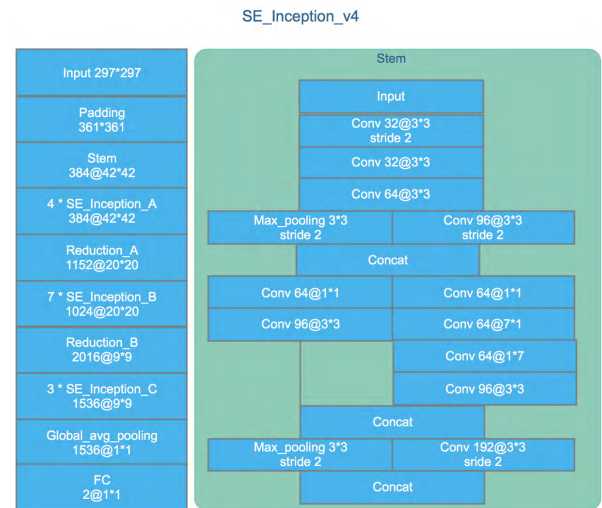 SE_Inception_v4
Input 297*297
Padding
361*361
Stem
384@42*42
4 * SE_Inception_A
384@42*42
Reduction_A
1152@20*20
7 * SE_Inception_B
1024@20*20
Reduction_B
2016@9*9
3 * SE_Inception_C
1536@9*9
Global_avg_pooling
1536@1*1
FC
2@1*1
Stem
Input
Conv 32@3*3
stride 2
Conv 32@3*3
Conv 64@3*3
Max_pooling 3*3
stride 2
Conv 96@3*3
stride 2
Concat
Conv 64@1*1
Conv 64@1*1
Conv 96@3*3
Conv 64@7*1
Conv 64@1*7
Conv 96@3*3
Concat
Max_pooling 3*3
stride 2
Conv 192@3*3
sride 2
Concat